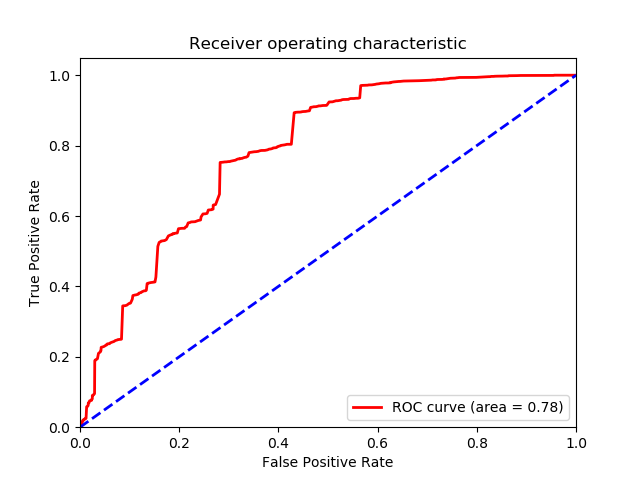 Receiver operating characteristic
True Positive Rate
1.0
0.8
0.6
0.4
0.2
0.0
ROC curve (area = 0.78)
0.0 0.2 0.4 0.6 0.8 1.0
False Positive Rate